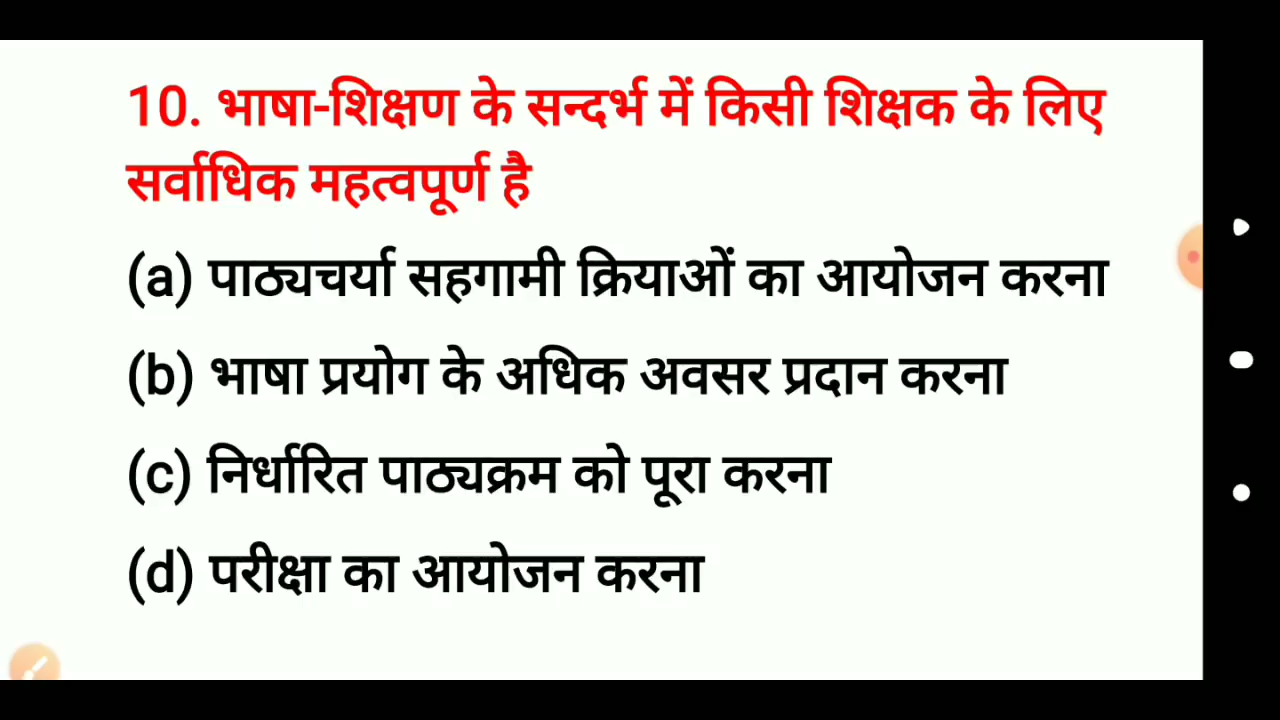 10. भाषा-शिक्षण के सन्दर्भ में किसी शिक्षक के लिए
सर्वाधिक महत्वपूर्ण है
(a) पाठ्यचर्या सहगामी क्रियाओं का आयोजन करना
(b) भाषा प्रयोग के अधिक अवसर प्रदान करना
(c) निर्धारित पाठ्यक्रम को पूरा करना
(d) परीक्षा का आयोजन करना